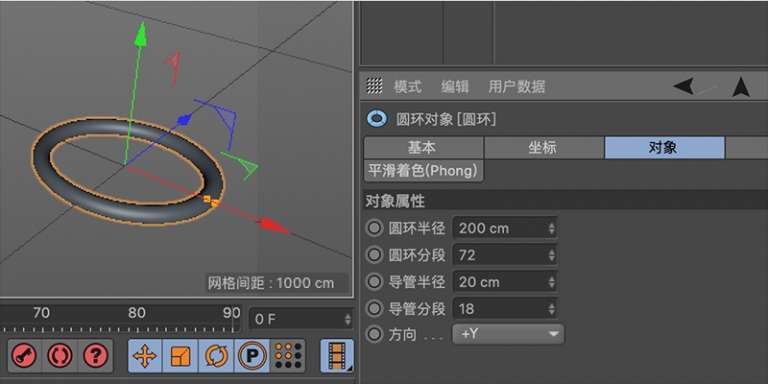 模式 编辑 用户数据
圆环对象 [圆环]
基本 坐标 对象
平滑着色(Phong)
对象属性
圆环半径 200 cm
圆环分段 72
导管半径 20 cm
导管分段 18
方向 . . . +Y
网格间距 : 1000 cm
70 80 90
0 F
?
P